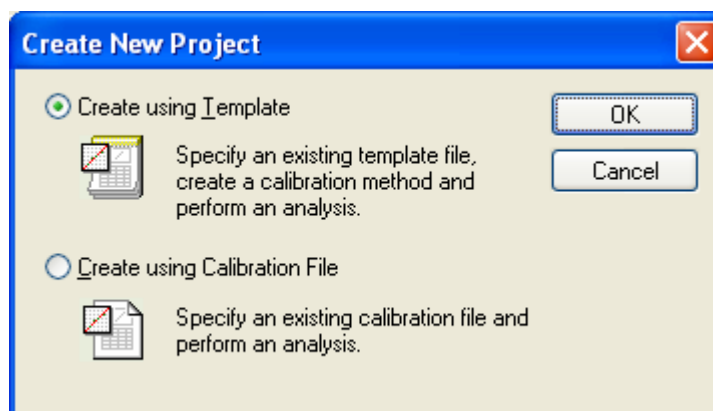 Create New Project
Create using Template
OK
Specify an existing template file,
create a calibration method and
perform an analysis.
Cancel
Create using Calibration File
Specify an existing calibration file and
perform an analysis.